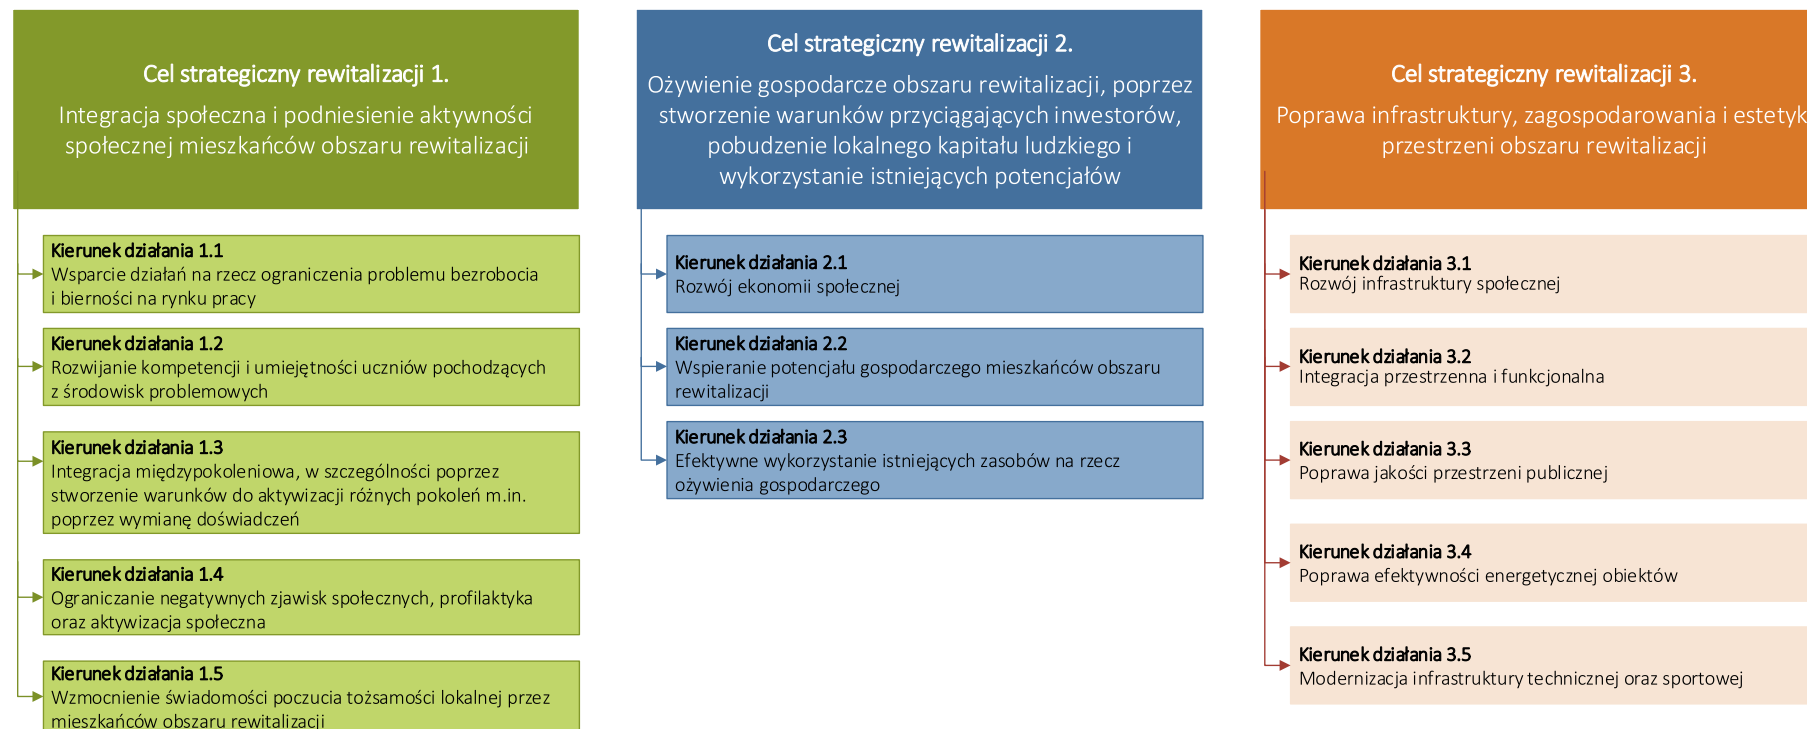 Cel strategiczny rewitalizacji 1.
Integracja społeczna i podniesienie aktywności
społecznej mieszkańców obszaru rewitalizacji
Kierunek działania 1.1
Wsparcie działań na rzecz ograniczenia problemu bezrobocia
i bierności na rynku pracy
Kierunek działania 1.2
Rozwijanie kompetencji i umiejętności uczniów pochodzących
z środowisk problemowych
Kierunek działania 1.3
Integracja międzypokoleniowa, w szczególności poprzez
stworzenie warunków do aktywizacji różnych pokoleń m.in.
poprzez wymianę doświadczeń
Kierunek działania 1.4
Ograniczanie negatywnych zjawisk społecznych, profilaktyka
oraz aktywizacja społeczna
Kierunek działania 1.5
Wzmocnienie świadomości poczucia tożsamości lokalnej przez
mieszkańców obszaru rewitalizacji
Cel strategiczny rewitalizacji 2.
Ożywienie gospodarcze obszaru rewitalizacji, poprzez
stworzenie warunków przyciągających inwestorów,
pobudzenie lokalnego kapitału ludzkiego i
wykorzystanie istniejących potencjałów
Kierunek działania 2.1
Rozwój ekonomii społecznej
Kierunek działania 2.2
Wspieranie potencjału gospodarczego mieszkańców obszaru
rewitalizacji
Kierunek działania 2.3
Efektywne wykorzystanie istniejących zasobów na rzecz
ożywienia gospodarczego
Cel strategiczny rewitalizacji 3.
Poprawa infrastruktury, zagospodarowania i estetyk
przestrzeni obszaru rewitalizacji
Kierunek działania 3.1
Rozwój infrastruktury społecznej
Kierunek działania 3.2
Integracja przestrzenna i funkcjonalna
Kierunek działania 3.3
Poprawa jakości przestrzeni publicznej
Kierunek działania 3.4
Poprawa efektywności energetycznej obiektów
Kierunek działania 3.5
Modernizacja infrastruktury technicznej oraz sportowej